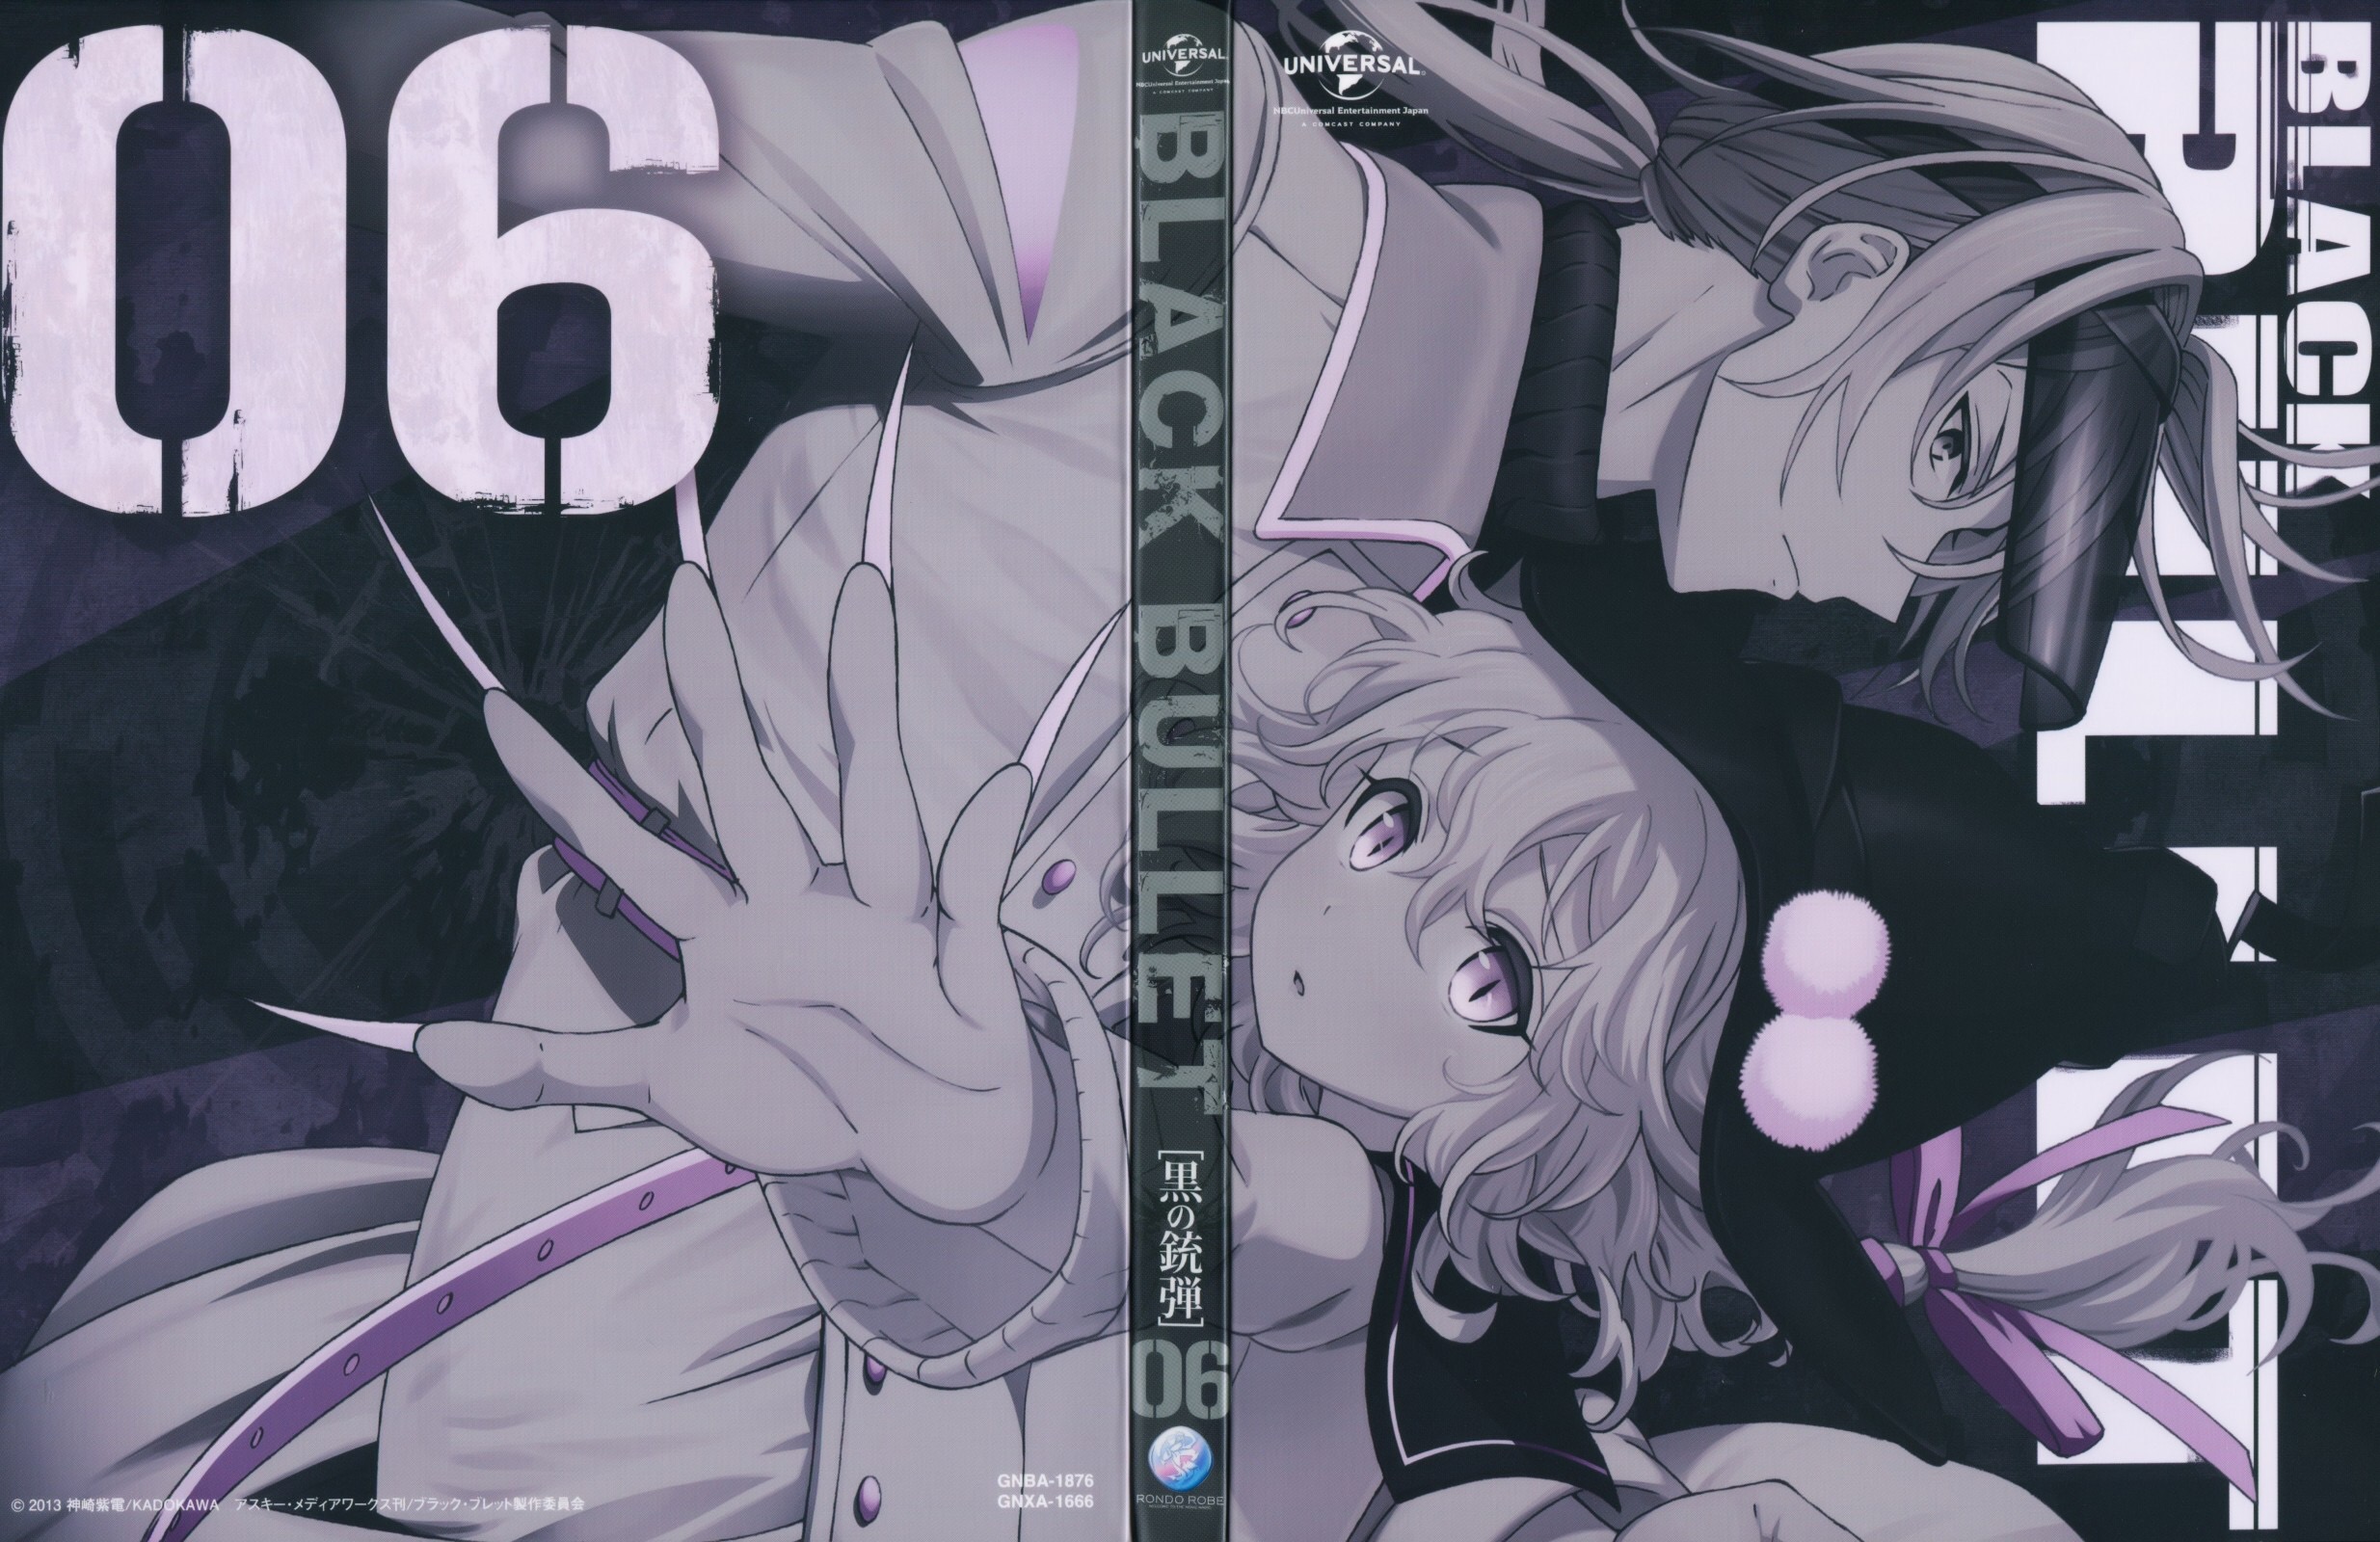 06
© 2013 神崎紫電/KADOKAWA アスキー・メディアワークス刊/ブラック・ブレット製作委員会
GNBA-1876
GNXA-1666
UNIVERSAL
NBCUniversal Entertainment Japan
A COMCAST COMPANY
BLACK BULLET
[黒の銃弾]
06
RONDO ROBE
UNIVERSAL
NBCUniversal Entertainment Japan
A COMCAST COMPANY
BLACK
BULLET